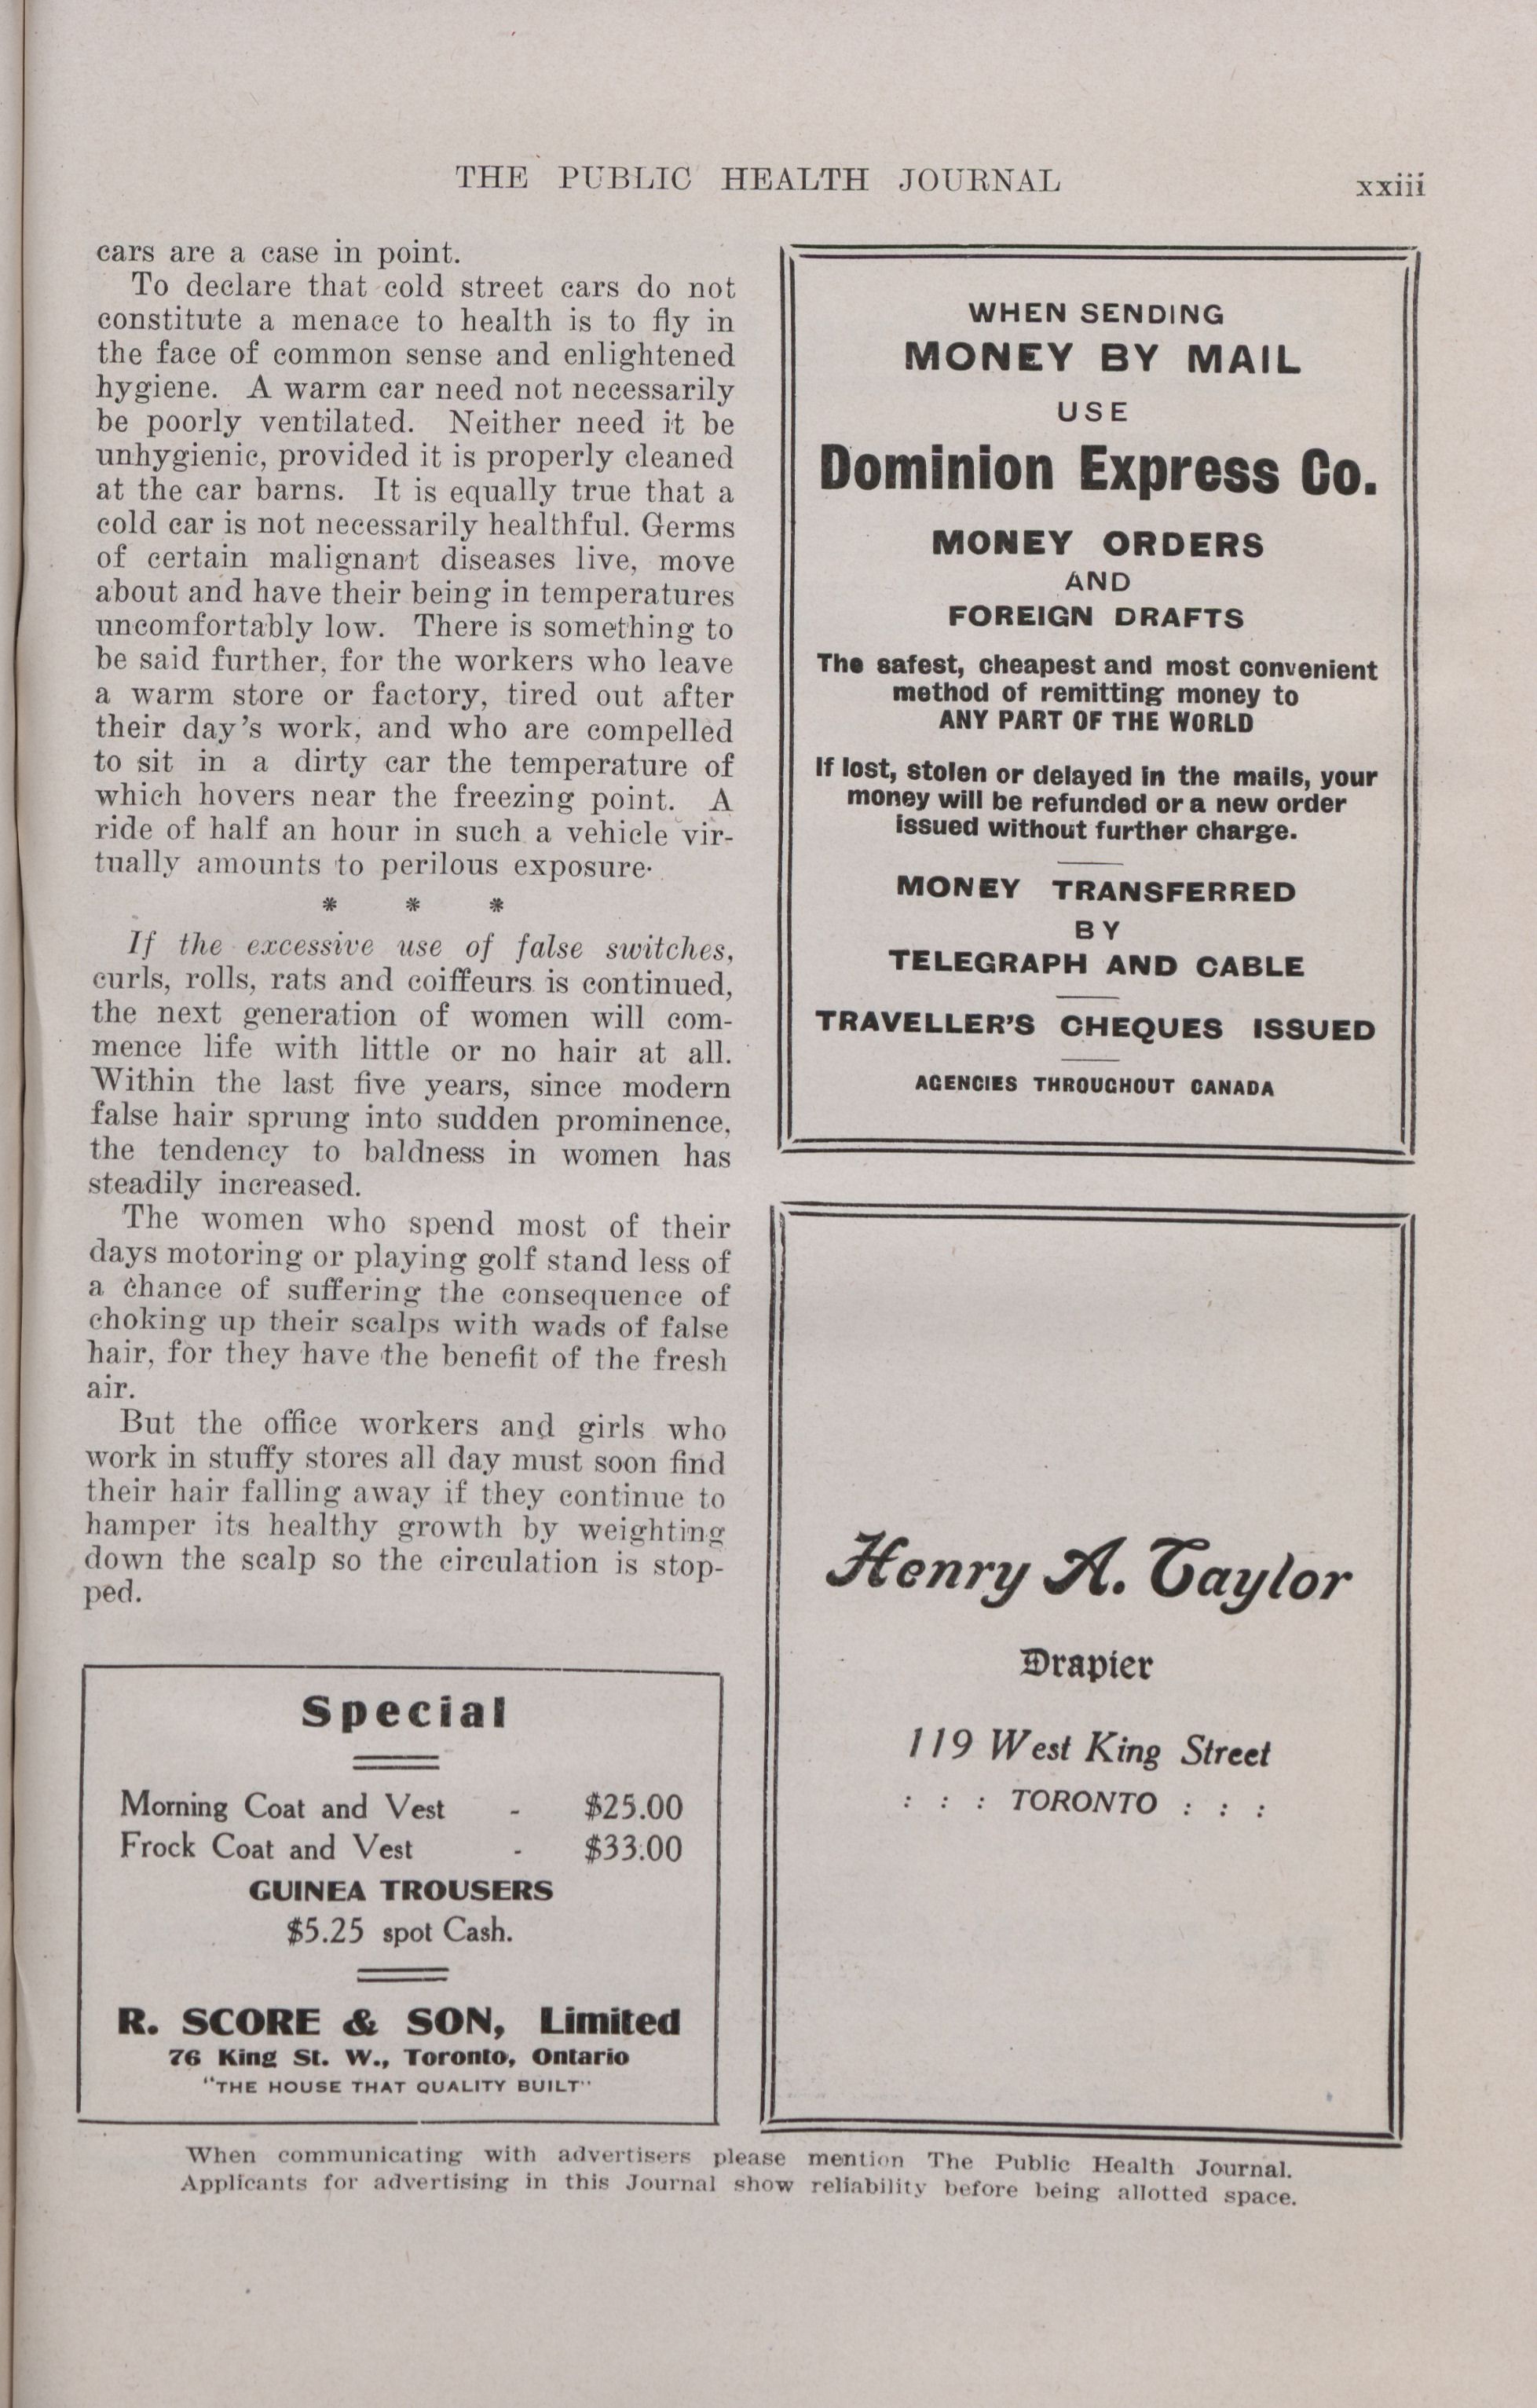 THE PUBLIC HEALTH JOURNAL
xxiii
cars are a case in point.
To declare that cold street cars do not
constitute a menace to health is to fly in
the face of common sense and enlightened
hygiene. A warm car need not necessarily
be poorly ventilated. Neither need it be
unhygienic, provided it is properly cleaned
at the car barns. It is equally true that a
cold car is not necessarily healthful. Germs
of certain malignant diseases live, move
about and have their being in temperatures
uncomfortably low. There is something to
be said further, for the workers who leave
a warm store or factory, tired out after
their day's work, and who are compelled
to sit in a dirty car the temperature of
which hovers near the freezing point. A
ride of half an hour in such a vehicle vir-
tually amounts to perilous exposure.
* * *
If the excessive use of false switches,
curls, rolls, rats and coiffeurs is continued,
the next generation of women will com-
mence life with little or no hair at all.
Within the last five years, since modern
false hair sprung into sudden prominence,
the tendency to baldness in women has
steadily increased.
The women who spend most of their
days motoring or playing golf stand less of
a chance of suffering the consequence of
choking up their scalps with wads of false
hair, for they have the benefit of the fresh
air.
But the office workers and girls who
work in stuffy stores all day must soon find
their hair falling away if they continue to
hamper its healthy growth by weighting
down the scalp so the circulation is stop-
ped.
Special
Morning Coat and Vest - $25.00
Frock Coat and Vest - $33.00
GUINEA TROUSERS
$5.25 spot Cash.
R. SCORE & SON, Limited
76 King St. W., Toronto, Ontario
"THE HOUSE THAT QUALITY BUILT"
WHEN SENDING
MONEY BY MAIL
USE
Dominion Express Co.
MONEY ORDERS
AND
FOREIGN DRAFTS
The safest, cheapest and most convenient
method of remitting money to
ANY PART OF THE WORLD
If lost, stolen or delayed in the mails, your
money will be refunded or a new order
issued without further charge.
MONEY TRANSFERRED
BY
TELEGRAPH AND CABLE
TRAVELLER'S CHEQUES ISSUED
AGENCIES THROUGHOUT CANADA
Henry A. Taylor
Drapier
119 West King Street
: : : TORONTO : : :
When communicating with advertisers please mention The Public Health Journal.
Applicants for advertising in this Journal show reliability before being allotted space.